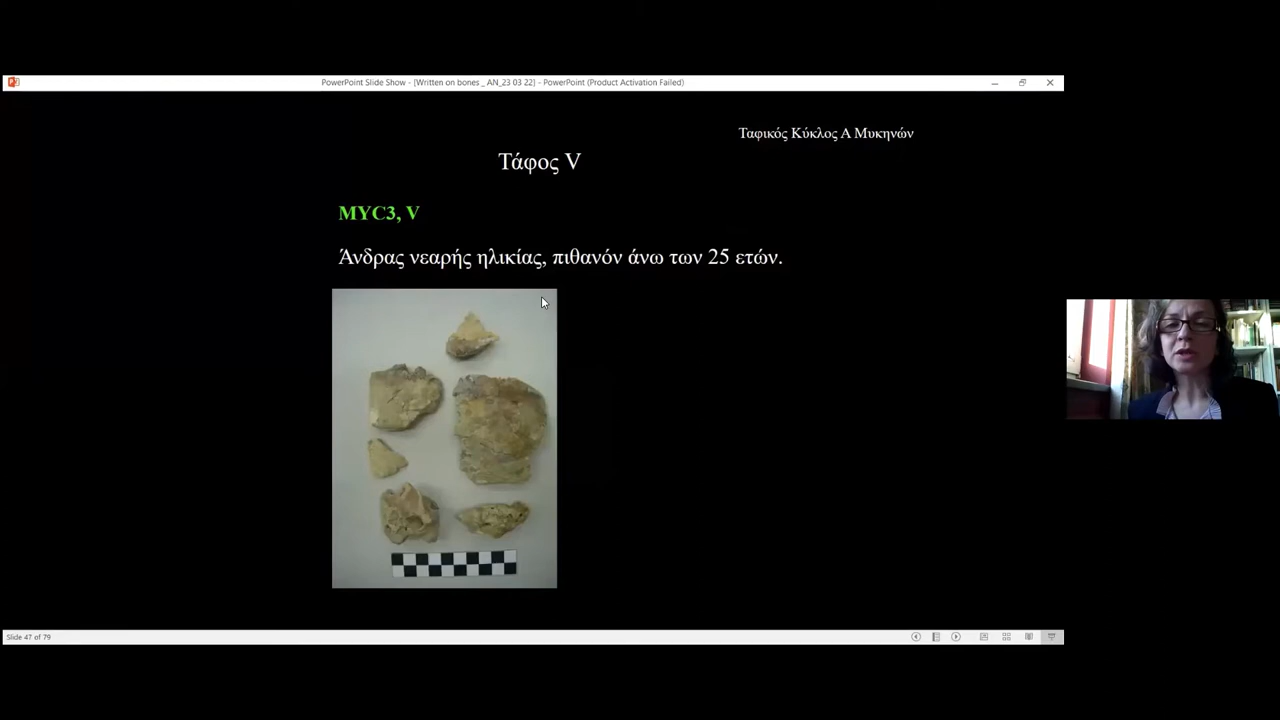 PowerPoint Slide Show - [Written on bones _ AN_23 03 22] - PowerPoint (Product Activation Failed)
Ταφικός Κύκλος Α Μυκηνών
Τάφος V
MYC3, V
Άνδρας νεαρής ηλικίας, πιθανόν άνω των 25 ετών.
Slide 47 of 79